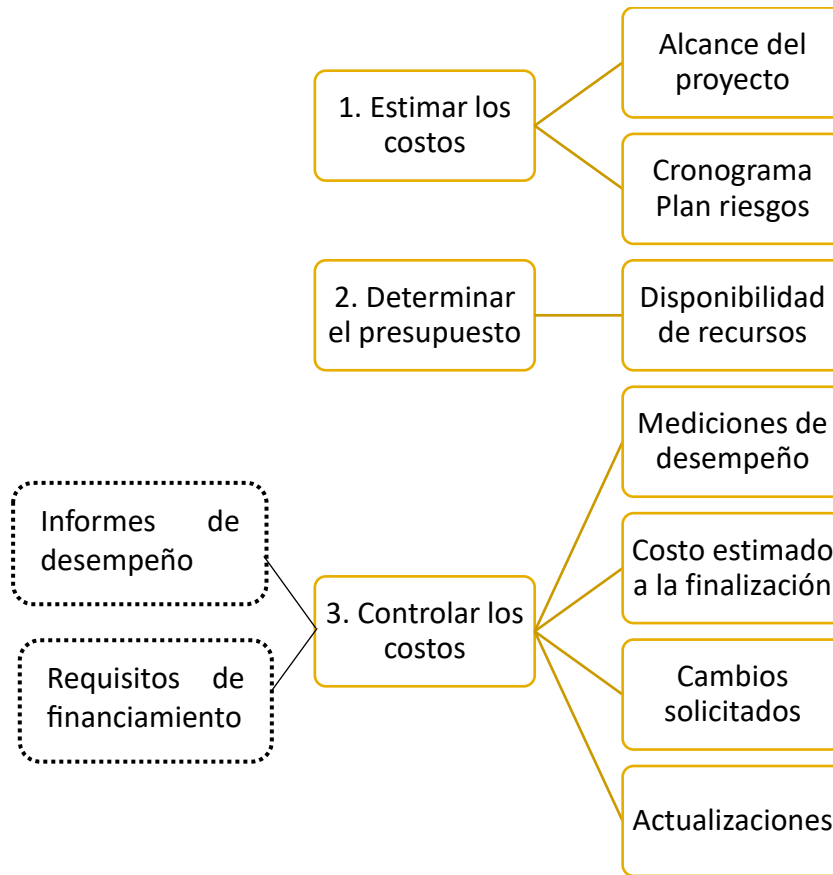 Alcance del
proyecto
1. Estimar los
costos
Cronograma
Plan riesgos
2. Determinar
el presupuesto
Disponibilidad
de recursos
Mediciones de
desempeño
Informes de
desempeño
Costo estimado
a la finalización
3. Controlar los
costos
Requisitos de
financiamiento
Cambios
solicitados
Actualizaciones